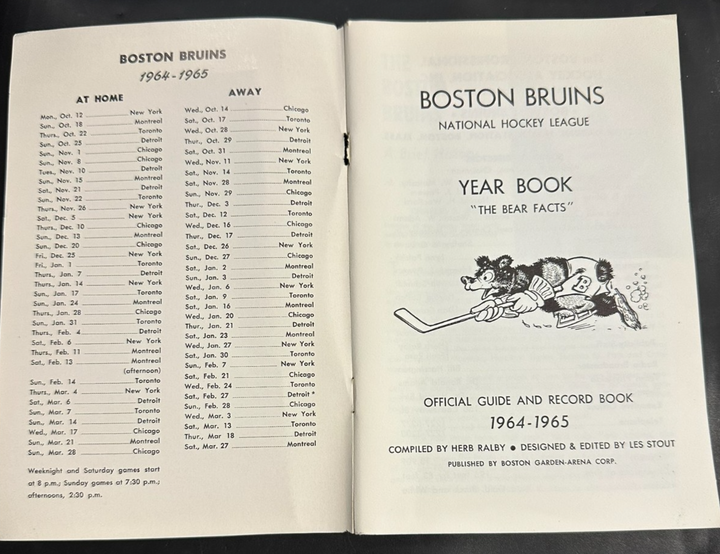 BOSTON BRUINS
1964-1965
AT HOME
Mon., Oct. 12 New York
Sun., Oct. 18 Montreal
Thurs., Oct. 22 Toronto
Sun., Oct. 25 Detroit
Sun., Nov. 1 Chicago
Sun., Nov. 8 Chicago
Tues., Nov. 10 Detroit
Sun., Nov. 15 Montreal
Sat., Nov. 21 Detroit
Sun., Nov. 22 Toronto
Thurs., Nov. 26 New York
Sat., Dec. 5 New York
Thurs., Dec. 10 Chicago
Sun., Dec. 13 Montreal
Sun., Dec. 20 Chicago
Fri., Dec. 25 New York
Fri., Jan. 1 Toronto
Thurs., Jan. 7 Detroit
Thurs., Jan. 14 New York
Sun., Jan. 17 Toronto
Sun., Jan. 24 Montreal
Thurs., Jan. 28 Chicago
Sun., Jan. 31 Toronto
Thurs., Feb. 4 Detroit
Sat., Feb. 6 New York
Thurs., Feb. 11 Montreal
Sat., Feb. 13 Montreal
(afternoon)
Sun., Feb. 14 Toronto
Thurs., Mar. 4 New York
Sat., Mar. 6 Detroit
Sun., Mar. 7 Toronto
Sun., Mar. 14 Detroit
Wed., Mar. 17 Chicago
Sun., Mar. 21 Montreal
Sun., Mar. 28 Chicago
Weeknight and Saturday games start
at 8 p.m.; Sunday games at 7:30 p.m.;
afternoons, 2:30 p.m.
AWAY
Wed., Oct. 14 Chicago
Sat., Oct. 17 Toronto
Wed., Oct. 28 New York
Thur., Oct. 29 Detroit
Sat., Oct. 31 Montreal
Wed., Nov. 11 New York
Sat., Nov. 14 Toronto
Sat., Nov. 28 Montreal
Sun., Nov. 29 Chicago
Thur., Dec. 3 Detroit
Sat., Dec. 12 Toronto
Wed., Dec. 16 Chicago
Thur., Dec. 17 Detroit
Sat., Dec. 26 New York
Sun., Dec. 27 Chicago
Sat., Jan. 2 Montreal
Sun., Jan. 3 Detroit
Wed., Jan. 6 New York
Sat., Jan. 9 Toronto
Sat., Jan. 16 Montreal
Wed., Jan. 20 Chicago
Thur., Jan. 21 Detroit
Sat., Jan. 23 Montreal
Wed., Jan. 27 New York
Sat., Jan. 30 Toronto
Sun., Feb. 7 New York
Sat., Feb. 21 Chicago
Wed., Feb. 24 Toronto
Sat., Feb. 27 Detroit *
Sun., Feb. 28 Chicago
Wed., Mar. 3 New York
Sat., Mar. 13 Toronto
Thur., Mar 18 Detroit
Sat., Mar. 27 Montreal
BOSTON BRUINS
NATIONAL HOCKEY LEAGUE
YEAR BOOK
"THE BEAR FACTS"
B
OFFICIAL GUIDE AND RECORD BOOK
1964-1965
COMPILED BY HERB RALBY ● DESIGNED & EDITED BY LES STOUT
PUBLISHED BY BOSTON GARDEN-ARENA CORP.